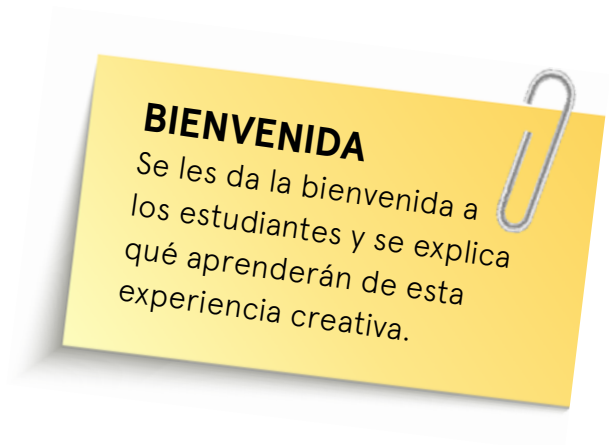 BIENVENIDA
Se les da la bienvenida a
los estudiantes y se explica
qué aprenderán de esta
experiencia creativa.